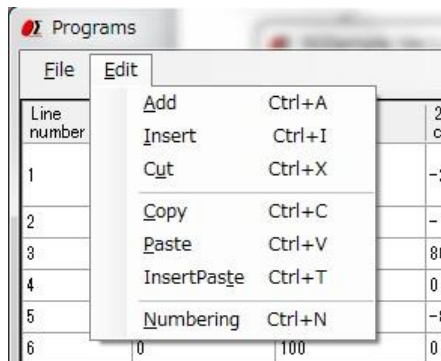 Programs
File Edit
Line number
Add Ctrl+A
Insert Ctrl+I
Cut Ctrl+X
Copy Ctrl+C
Paste Ctrl+V
InsertPaste Ctrl+T
Numbering Ctrl+N
1
2
3
4 0
5
6 0 100 0